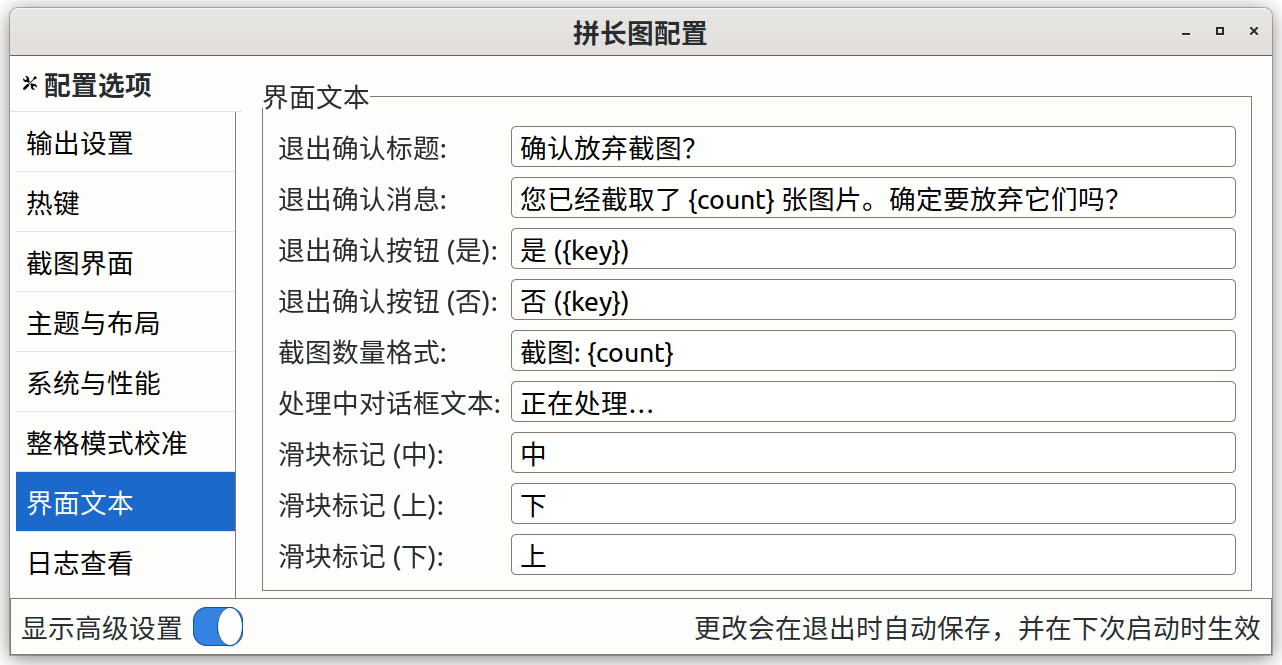 拼长图配置
配置选项
输出设置
热键
截图界面
主题与布局
系统与性能
整格模式校准
界面文本
日志查看
界面文本
退出确认标题: 确认放弃截图？
退出确认消息: 您已经截取了 {count} 张图片。确定要放弃它们吗？
退出确认按钮 (是): 是 ({key})
退出确认按钮 (否): 否 ({key})
截图数量格式: 截图: {count}
处理中对话框文本: 正在处理…
滑块标记 (中): 中
滑块标记 (上): 下
滑块标记 (下): 上
显示高级设置
更改会在退出时自动保存，并在下次启动时生效